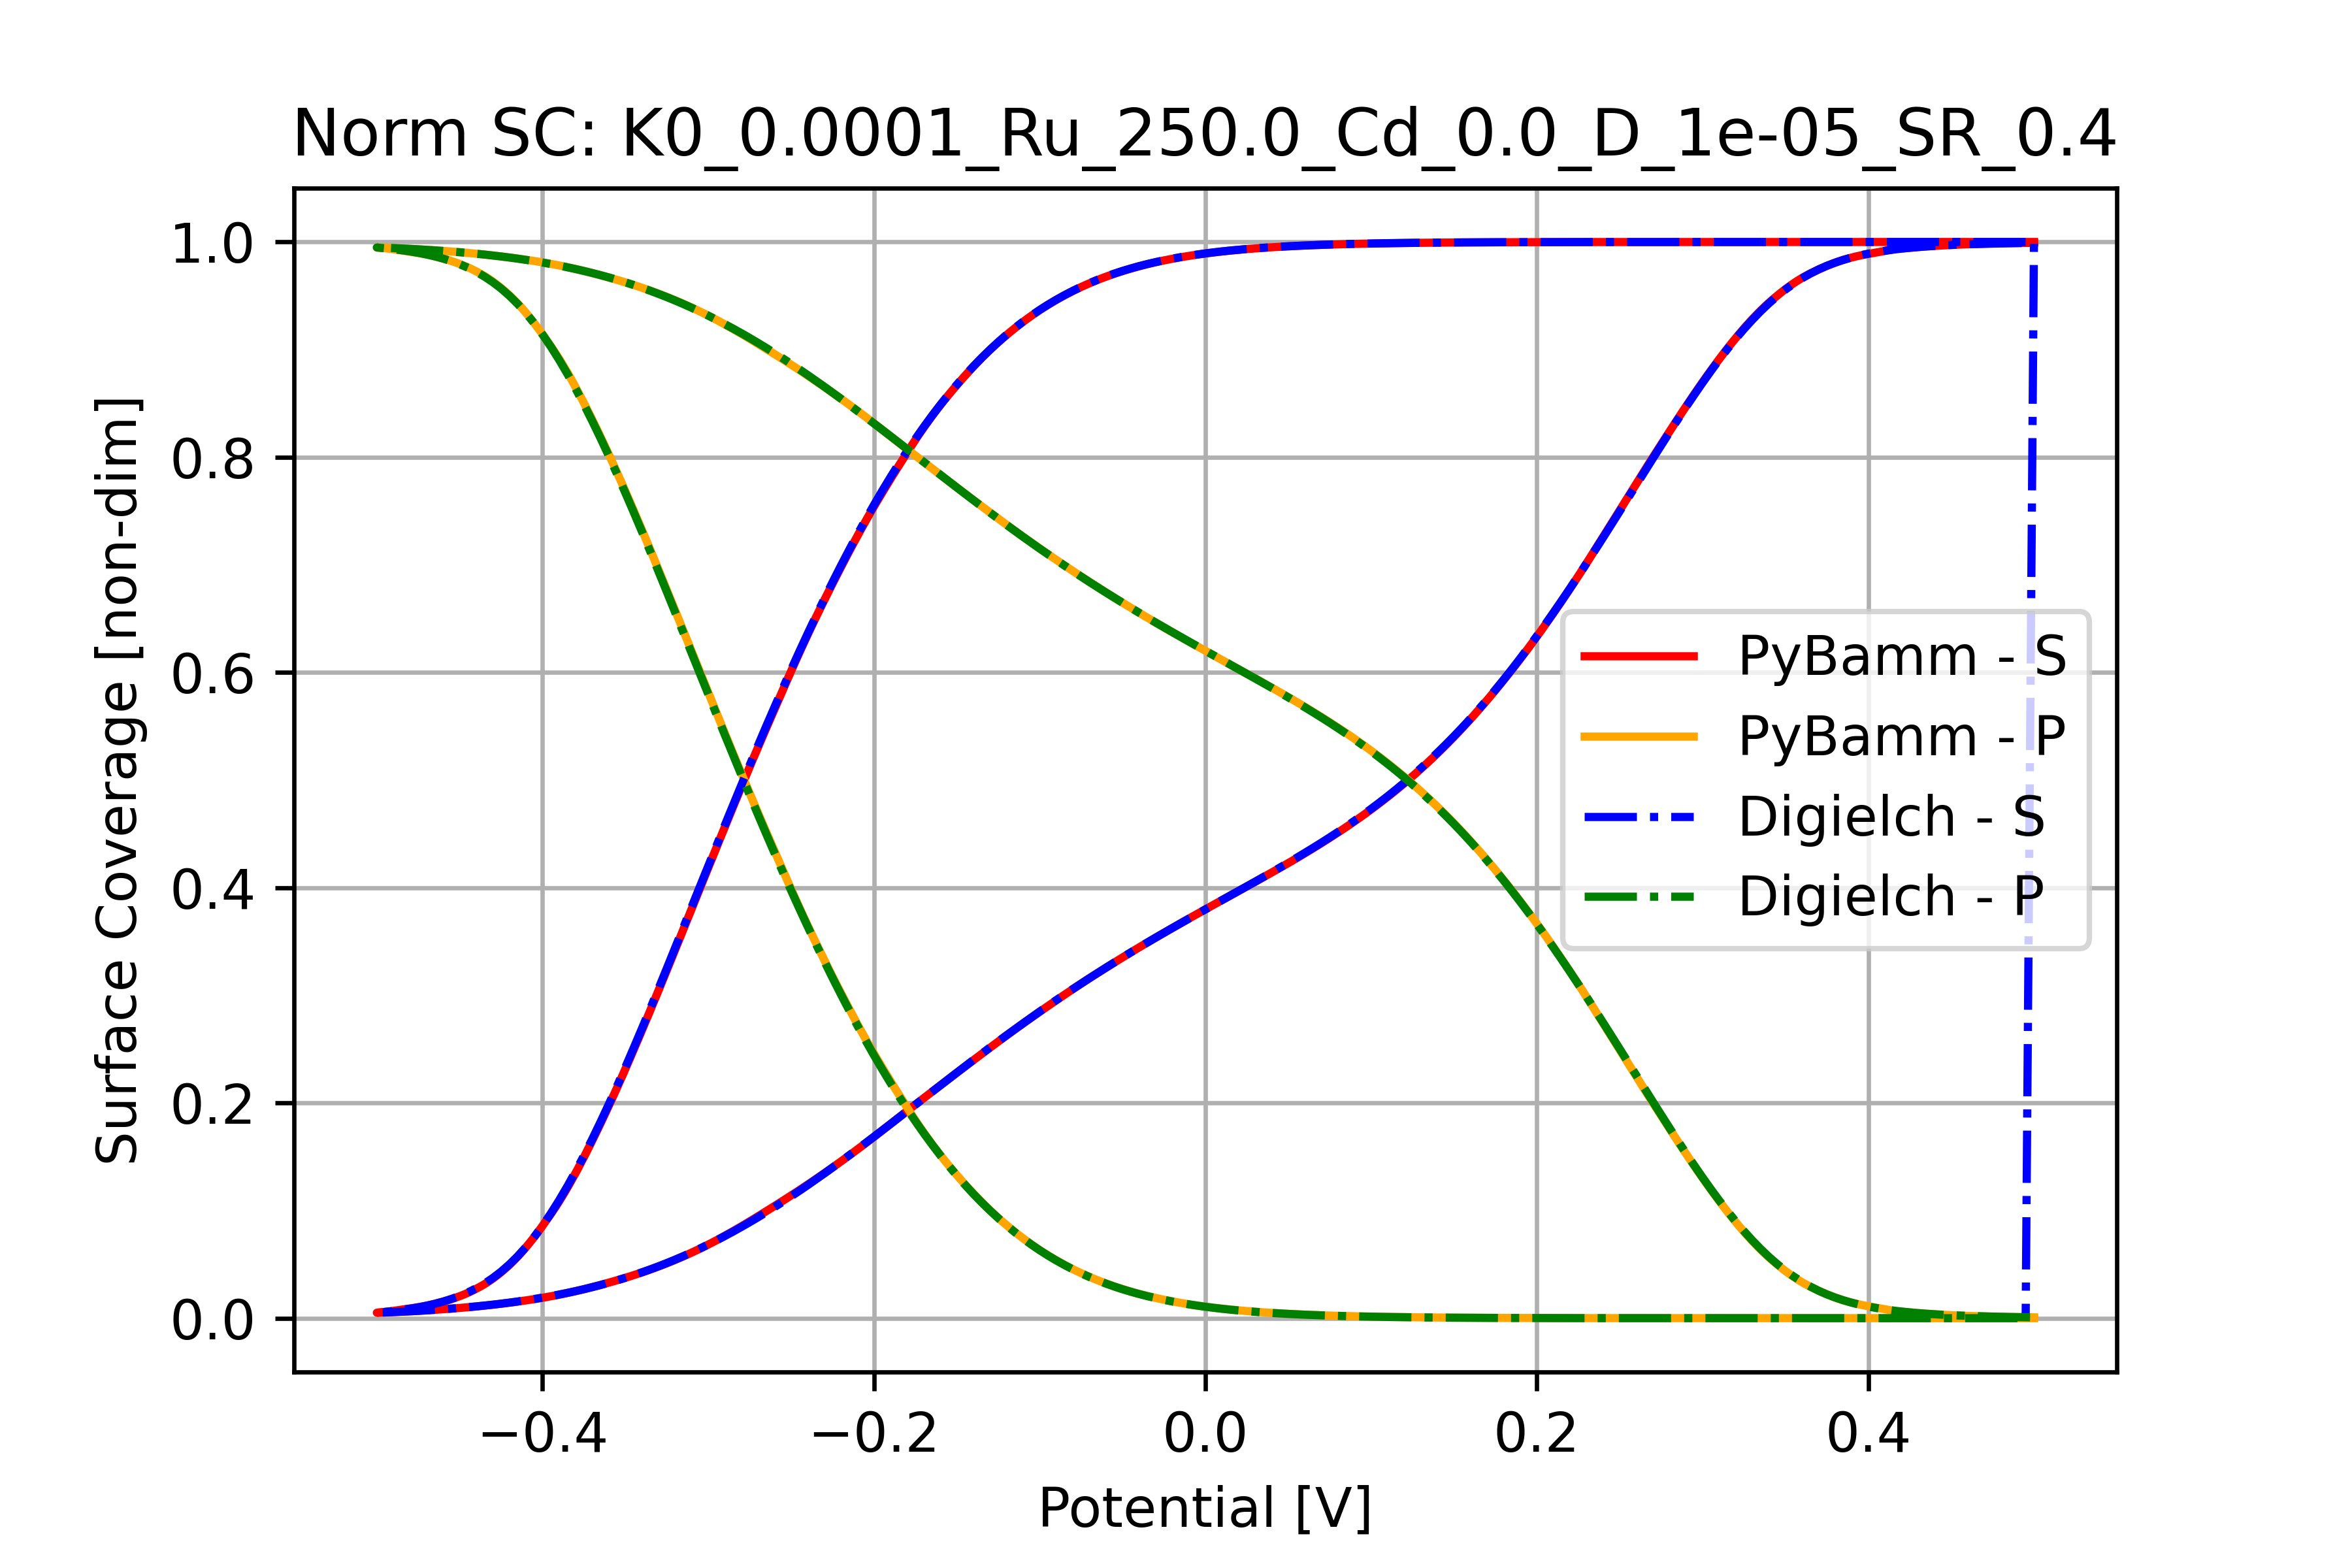 Norm SC: K0_0.0001_Ru_250.0_Cd_0.0_D_1e-05_SR_0.4
Surface Coverage [non-dim]
1.0
0.8
0.6
0.4
0.2
0.0
PyBamm - S
PyBamm - P
Digielch - S
Digielch - P
−0.4 −0.2 0.0 0.2 0.4
Potential [V]